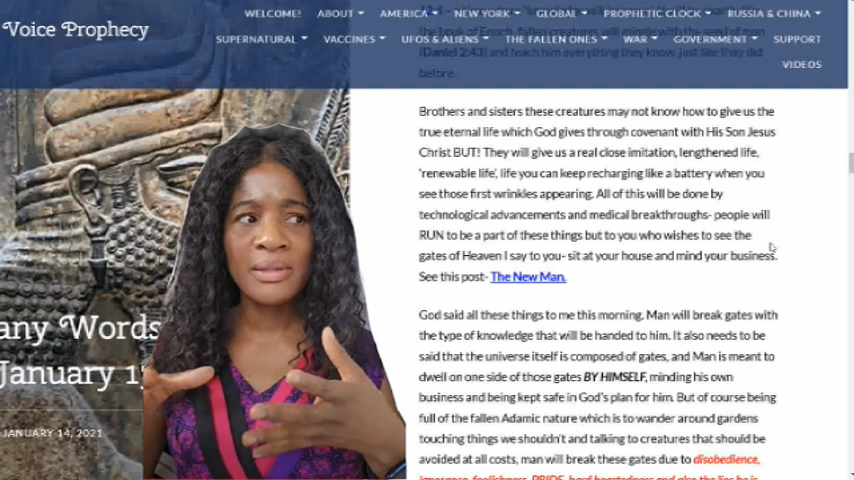 WELCOME! ABOUT AMERICA NEW YORK GLOBAL PROPHETIC CLOCK RUSSIA & CHINA
Voice Prophecy
SUPERNATURAL VACCINES UFOS & ALIENS THE FALLEN ONES WAR GOVERNMENT SUPPORT
VIDEOS
(Daniel 2:43) and teach him everything they know, just like they did
before.
Brothers and sisters these creatures may not know how to give us the
true eternal life which God gives through covenant with His Son Jesus
Christ BUT! They will give us a real close imitation, lengthened life,
'renewable life', life you can keep recharging like a battery when you
see those first wrinkles appearing. All of this will be done by
technological advancements and medical breakthroughs- people will
RUN to be a part of these things but to you who wishes to see the
gates of Heaven I say to you- sit at your house and mind your business.
See this post- The New Man.
God said all these things to me this morning. Man will break gates with
the type of knowledge that will be handed to him. It also needs to be
said that the universe itself is composed of gates, and Man is meant to
dwell on one side of those gates BY HIMSELF, minding his own
business and being kept safe in God's plan for him. But of course being
full of the fallen Adamic nature which is to wander around gardens
touching things we shouldn't and talking to creatures that should be
avoided at all costs, man will break these gates due to disobedience,
any Words
January 1
JANUARY 14, 2021